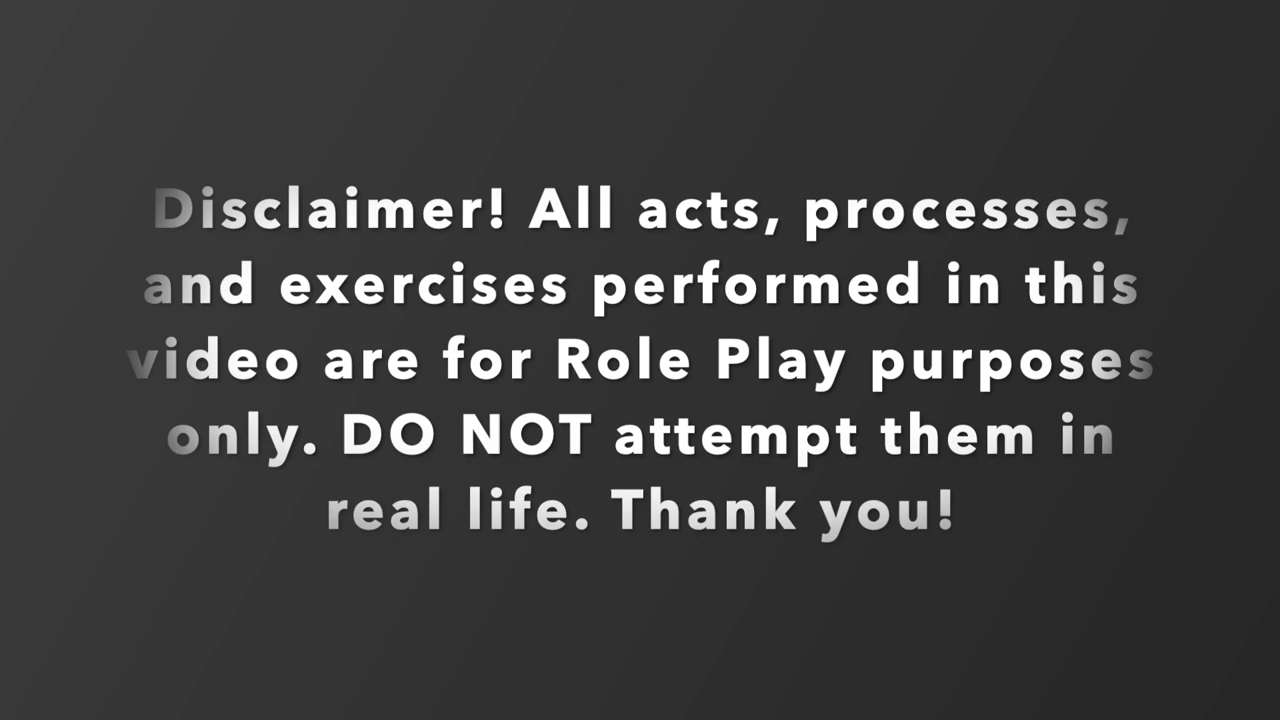 Disclaimer! All acts, processes,
and exercises performed in this
video are for Role Play purposes
only. DO NOT attempt them in
real life. Thank you!